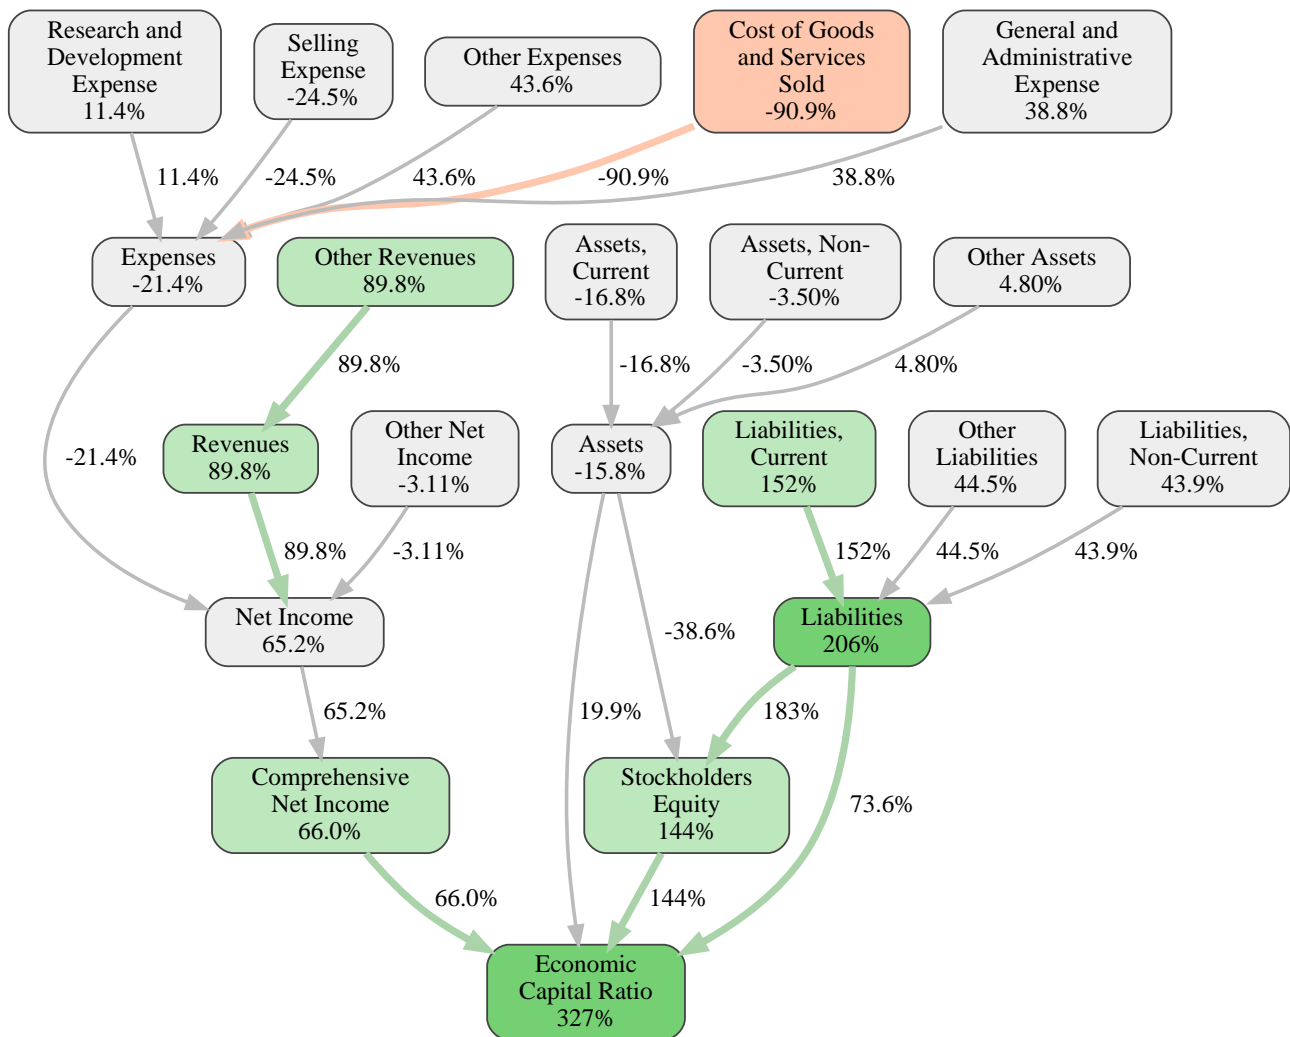 Research and
Development
Expense
11.4%
Selling
Expense
-24.5%
Other Expenses
43.6%
Cost of Goods
and Services
Sold
-90.9%
General and
Administrative
Expense
38.8%
11.4%
-24.5%
43.6%
-90.9%
38.8%
Expenses
-21.4%
Other Revenues
89.8%
Assets,
Current
-16.8%
Assets, Non-
Current
-3.50%
Other Assets
4.80%
89.8%
-16.8%
-3.50%
4.80%
-21.4%
Revenues
89.8%
Other Net
Income
-3.11%
Assets
-15.8%
Liabilities,
Current
152%
Other
Liabilities
44.5%
Liabilities,
Non-Current
43.9%
89.8%
-3.11%
152%
44.5%
43.9%
Net Income
65.2%
-38.6%
Liabilities
206%
65.2%
19.9%
183%
Comprehensive
Net Income
66.0%
Stockholders
Equity
144%
73.6%
66.0%
144%
Economic
Capital Ratio
327%